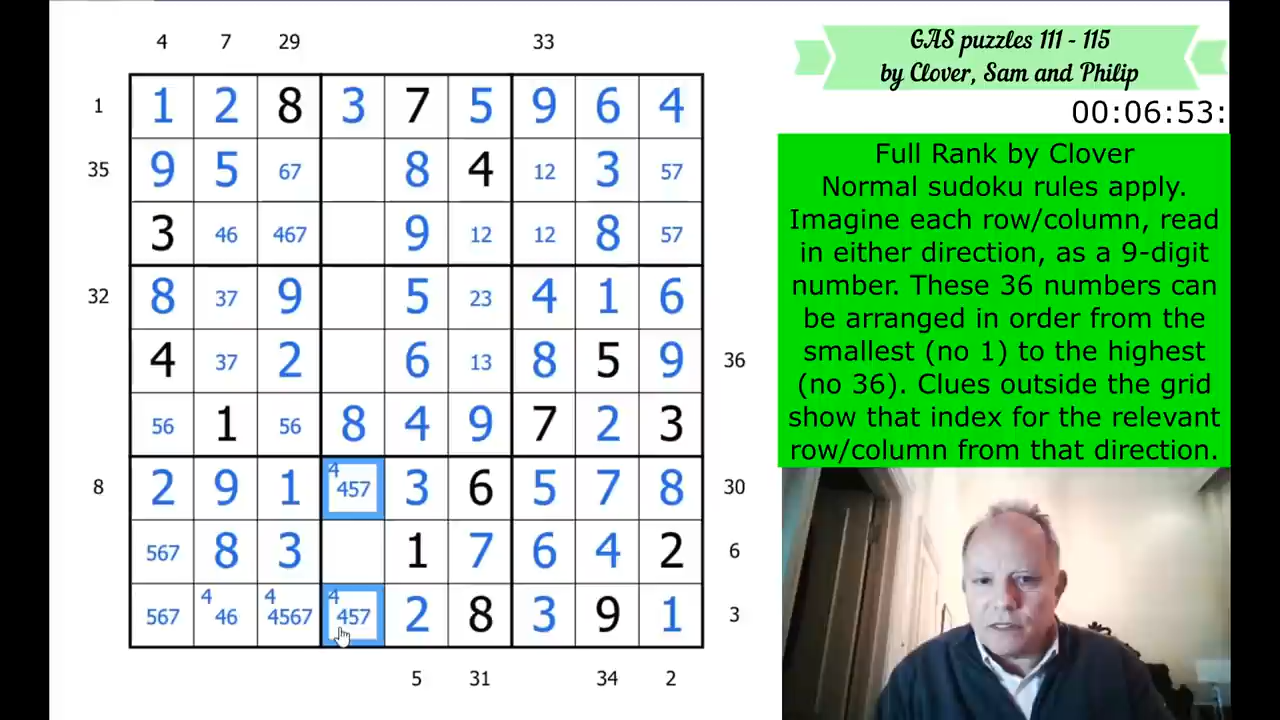 GAS puzzles 111 - 115
by Clover, Sam and Philip
00:06:53:
Full Rank by Clover
Normal sudoku rules apply.
Imagine each row/column, read
in either direction, as a 9-digit
number. These 36 numbers can
be arranged in order from the
smallest (no 1) to the highest
(no 36). Clues outside the grid
show that index for the relevant
row/column from that direction.
4 7 29 33
1 1 2 8 3 7 5 9 6 4
35 9 5 67 8 4 12 3 57
3 46 467 9 12 12 8 57
32 8 37 9 5 23 4 1 6
4 37 2 6 13 8 5 9 36
56 1 56 8 4 9 7 2 3
8 2 9 1 4 457 3 6 5 7 8 30
567 8 3 1 7 6 4 2 6
567 4 46 4 4567 4 457 2 8 3 9 1 3
5 31 34 2